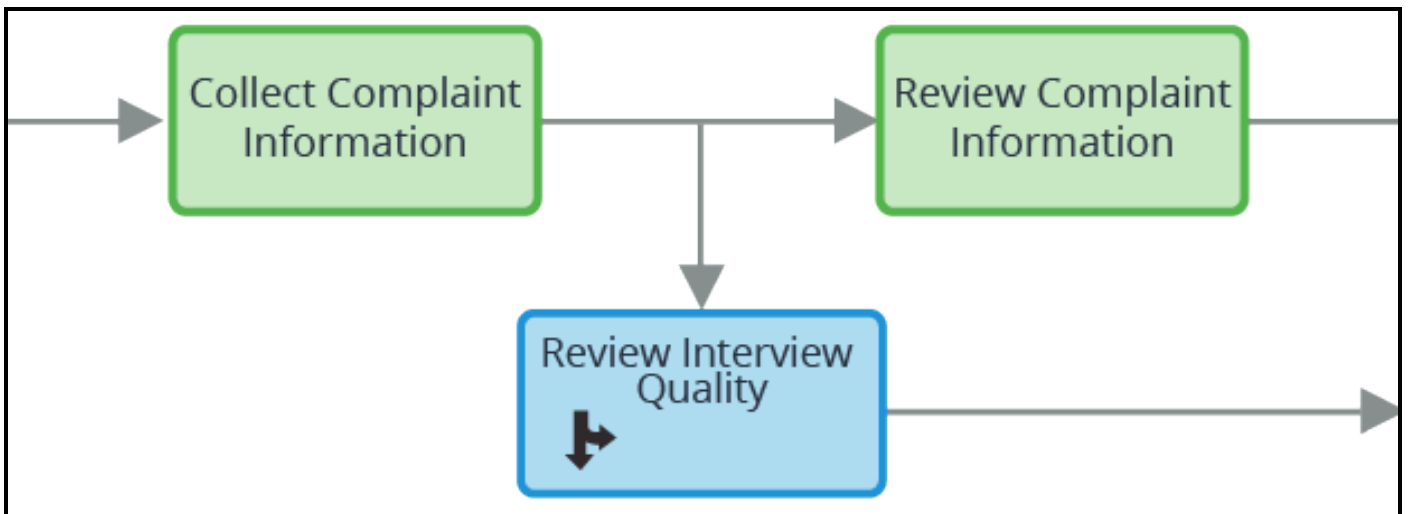 Collect Complaint
Information
Review Complaint
Information
Review Interview
Quality